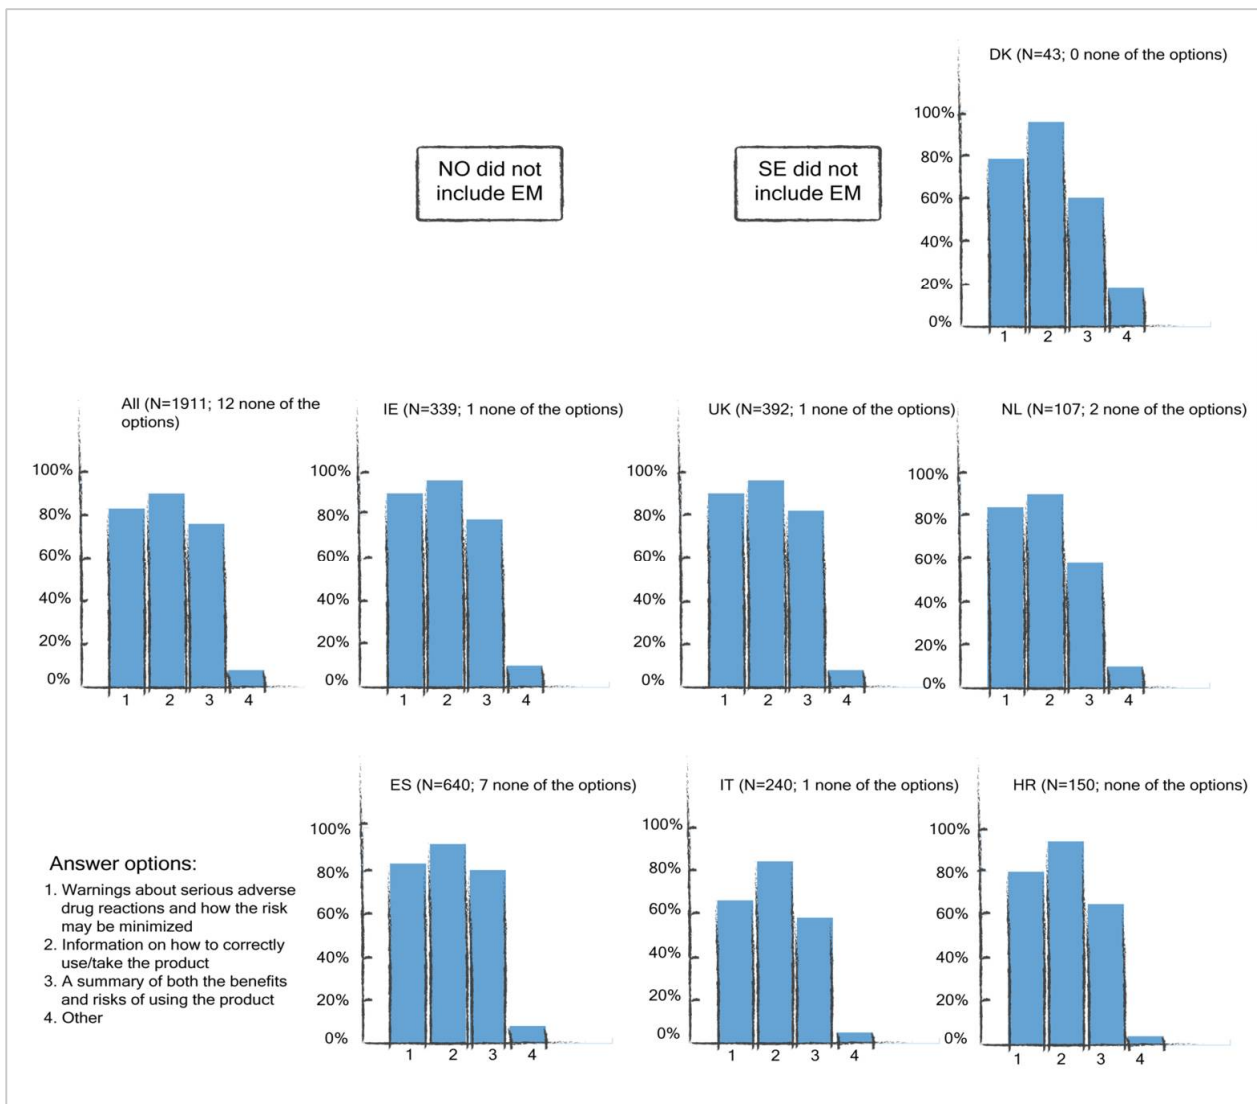 DK (N=43; 0 none of the options)
100%
80%
60%
40%
20%
0%
1 2 3 4
NO did not
include EM
SE did not
include EM
All (N=1911; 12 none of the
options)
100%
80%
60%
40%
20%
0%
1 2 3 4
IE (N=339; 1 none of the options)
100%
80%
60%
40%
20%
0%
1 2 3 4
UK (N=392; 1 none of the options)
100%
80%
60%
40%
20%
0%
1 2 3 4
NL (N=107; 2 none of the options)
100%
80%
60%
40%
20%
0%
1 2 3 4
ES (N=640; 7 none of the options)
100%
80%
60%
40%
20%
0%
1 2 3 4
IT (N=240; 1 none of the options)
100%
80%
60%
40%
20%
0%
1 2 3 4
HR (N=150; none of the options)
100%
80%
60%
40%
20%
0%
1 2 3 4
Answer options:
1. Warnings about serious adverse
drug reactions and how the risk
may be minimized
2. Information on how to correctly
use/take the product
3. A summary of both the benefits
and risks of using the product
4. Other